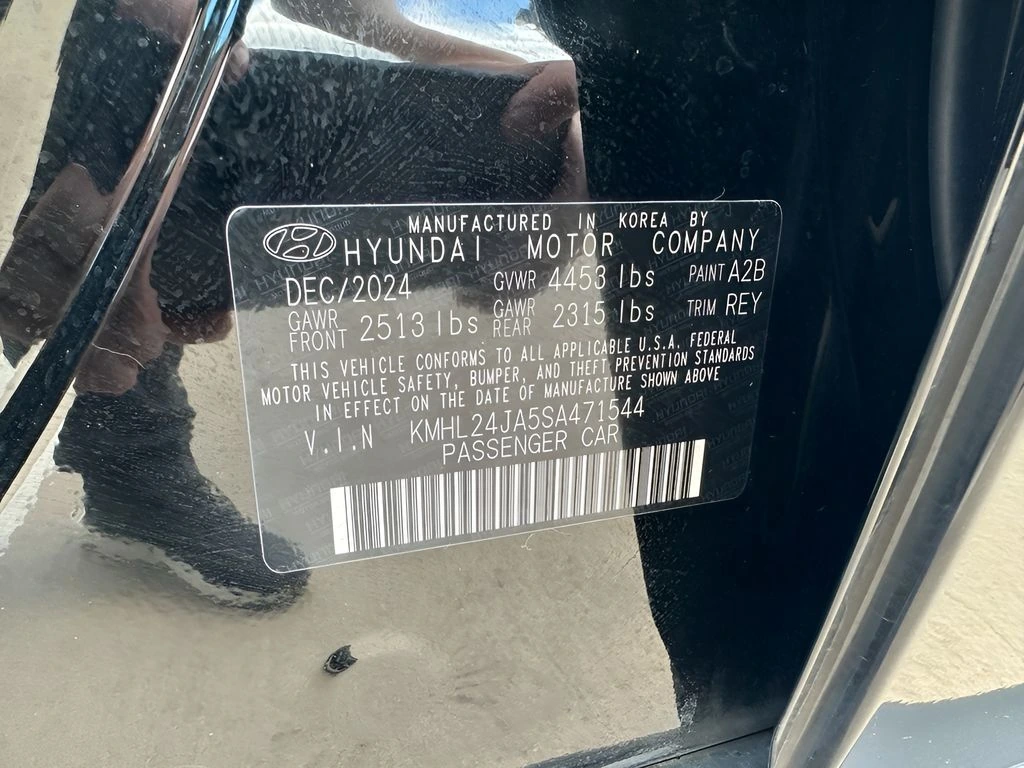 MANUFACTURED IN KOREA BY
HYUNDAI MOTOR COMPANY
DEC/2024 GVWR 4453 lbs PAINT A2B
GAWR FRONT 2513 lbs GAWR REAR 2315 lbs TRIM REY
THIS VEHICLE CONFORMS TO ALL APPLICABLE U.S.A. FEDERAL
MOTOR VEHICLE SAFETY, BUMPER, AND THEFT PREVENTION STANDARDS
IN EFFECT ON THE DATE OF MANUFACTURE SHOWN ABOVE
V.I.N KMHL24JA5SA471544
PASSENGER CAR